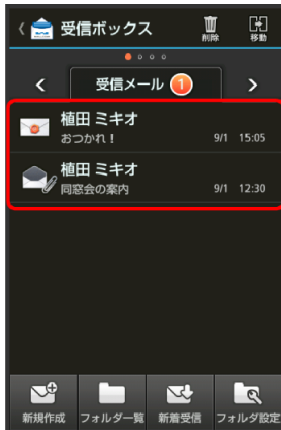 受信ボックス
削除
移動
受信メール 1
植田 ミキオ
おつかれ！ 9/1 15:05
植田 ミキオ
同窓会の案内 9/1 12:30
新規作成 フォルダ一覧 新着受信 フォルダ設定